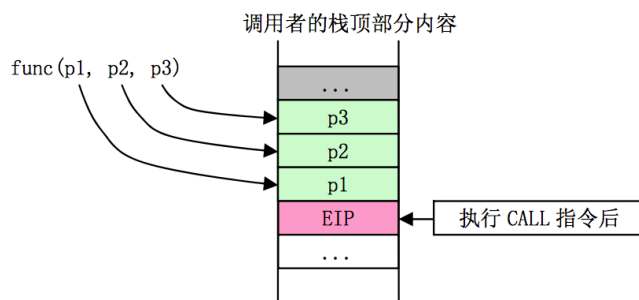 调用者的栈顶部分内容
func(p1, p2, p3)
...
p3
p2
p1
EIP
执行 CALL 指令后
...